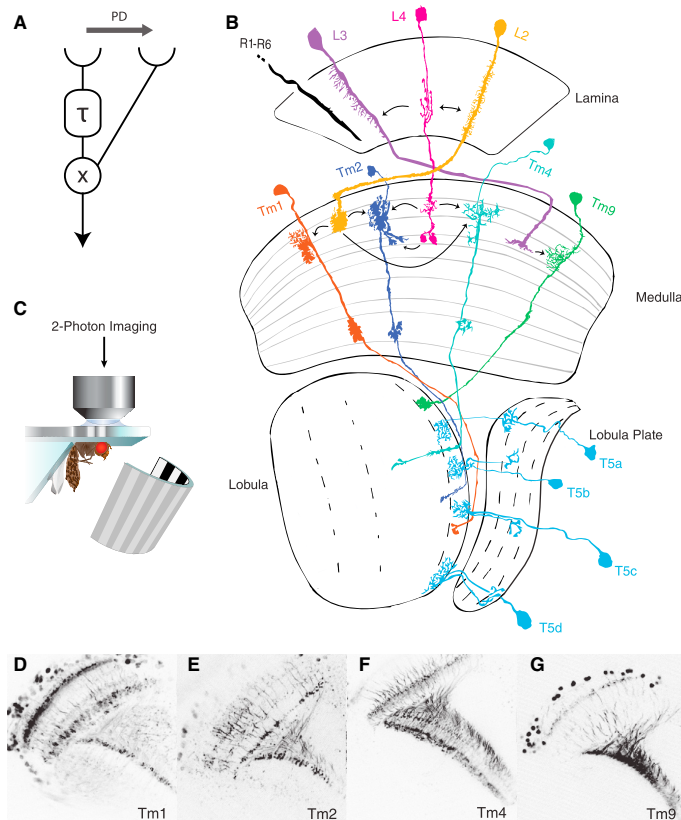 A
PD
τ
x
B
L3
L4
L2
R1-R6
Lamina
Tm2
Tm4
Tm1
Tm9
Medulla
C
2-Photon Imaging
Lobula Plate
T5a
Lobula
T5b
T5c
T5d
D
E
F
G
Tm1
Tm2
Tm4
Tm9